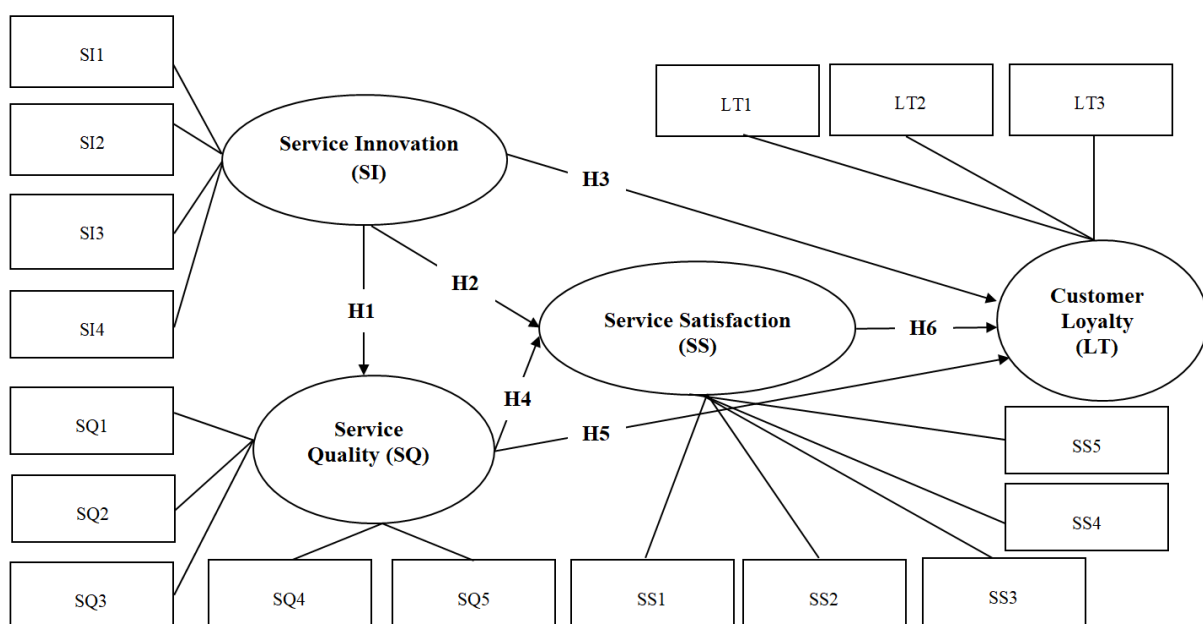 SI1
SI2
SI3
SI4
Service Innovation
(SI)
LT1
LT2
LT3
H3
H2
H1
Service Satisfaction
(SS)
H6
Customer
Loyalty
(LT)
H4
H5
Service
Quality (SQ)
SQ1
SQ2
SQ3
SQ4
SQ5
SS1
SS2
SS3
SS4
SS5